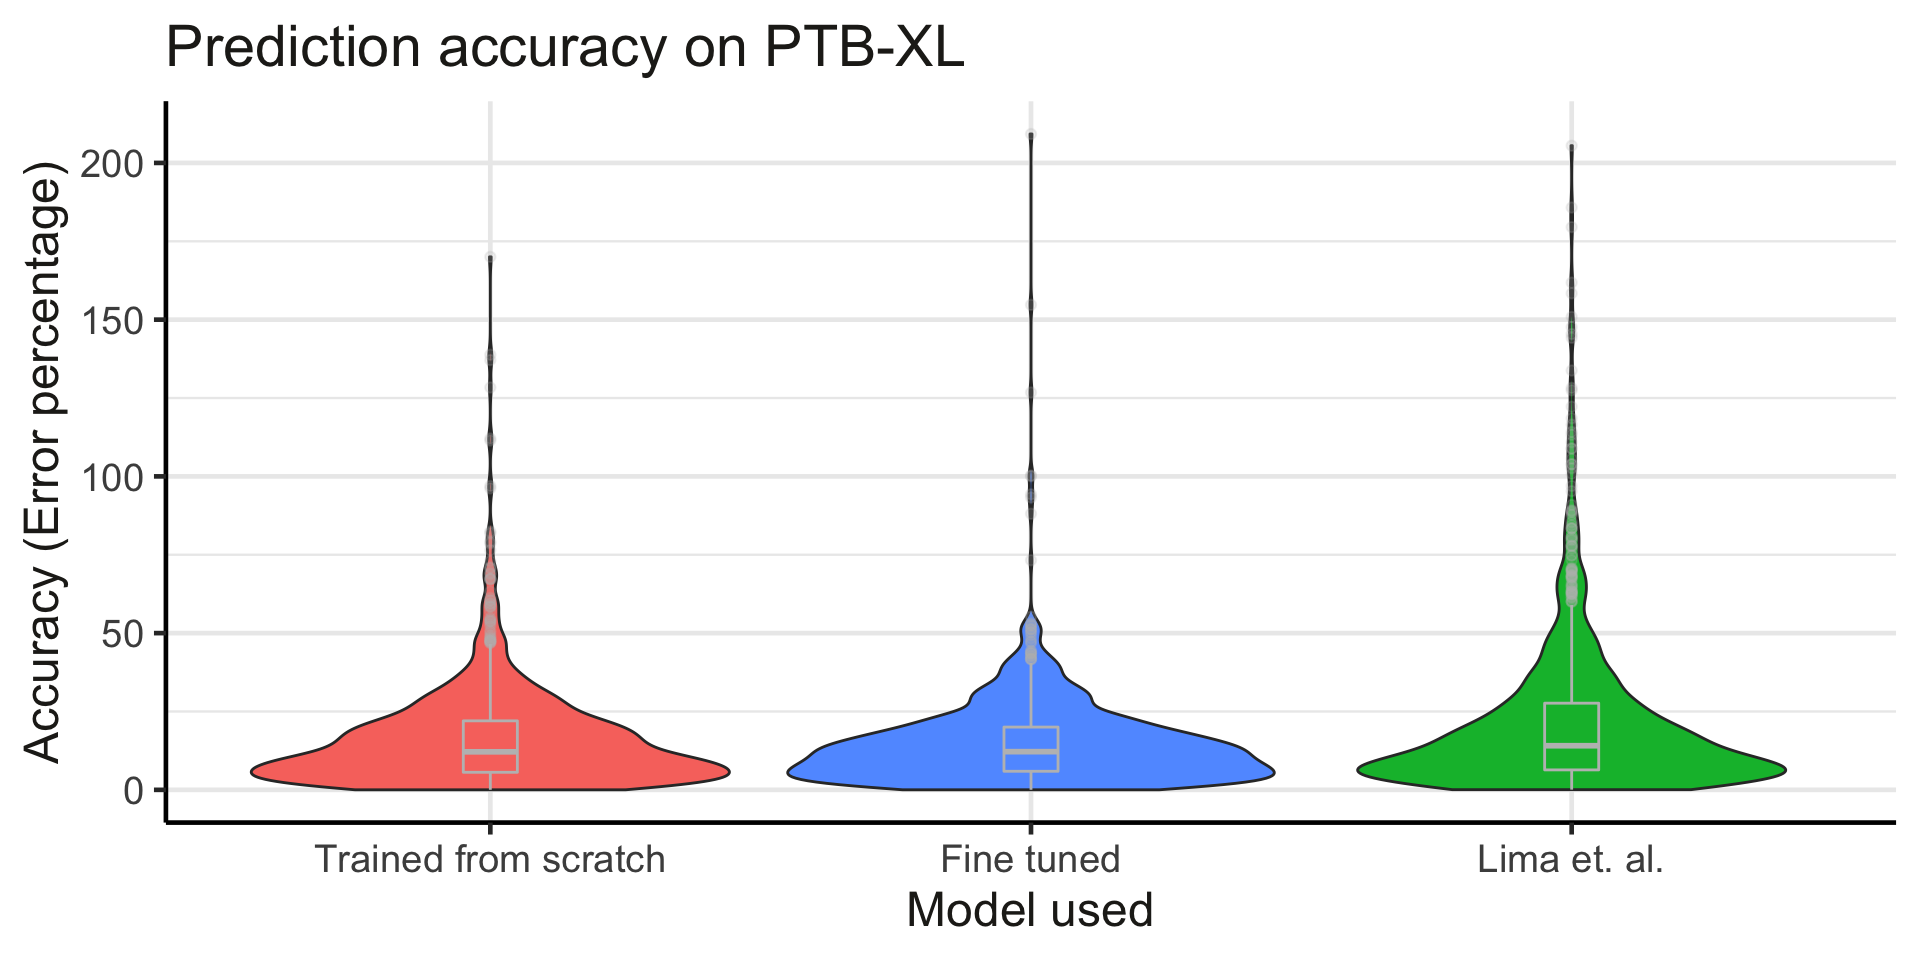 Prediction accuracy on PTB-XL
Accuracy (Error percentage)
200
150
100
50
0
Trained from scratch
Fine tuned
Lima et. al.
Model used